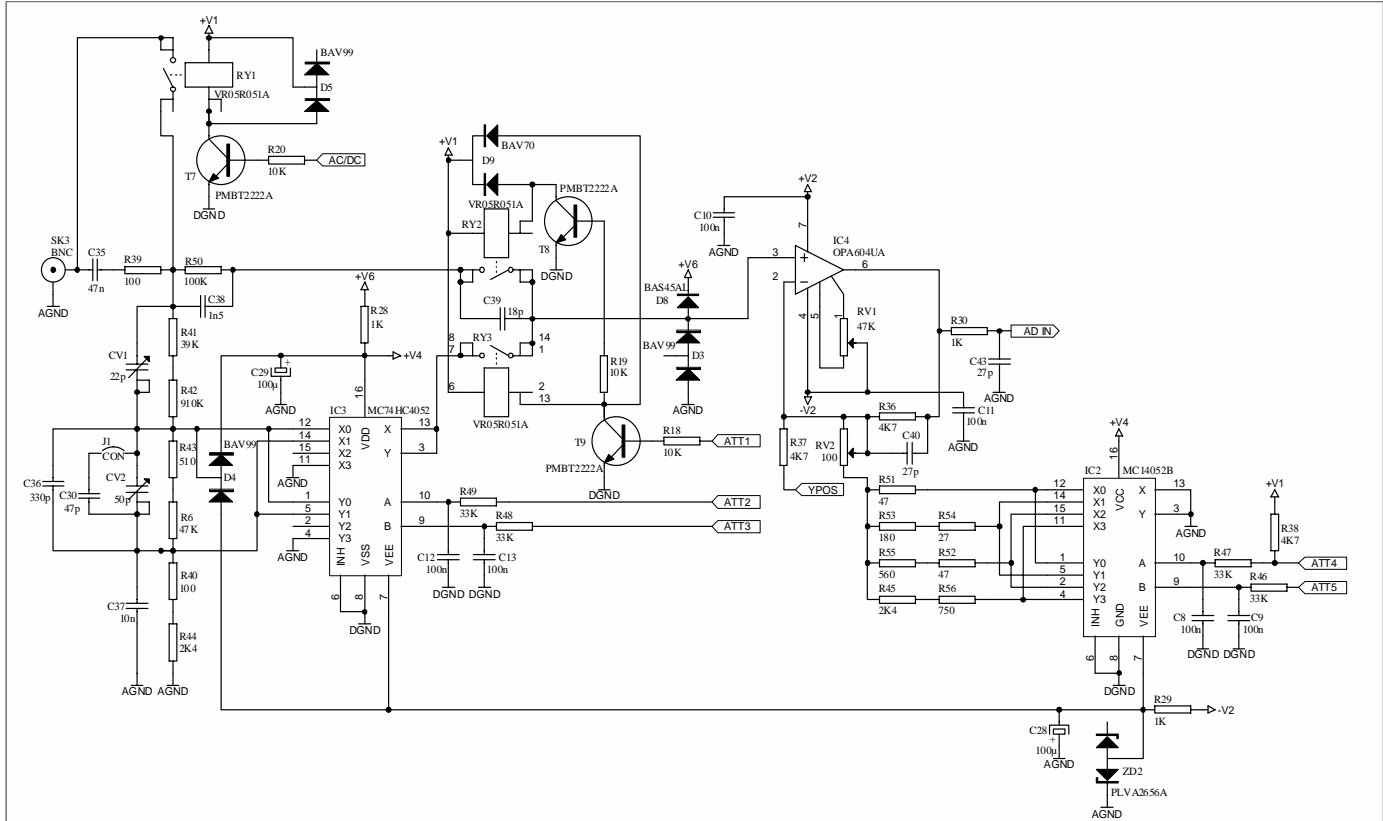 +V1
BAV99
RY1
D5
VR05R051A
R20
10K
AC/DC
T7
PMBT2222A
DGND
SK3
BNC
C35
47n
R39
100
R50
100K
C38
1n5
AGND
R41
39K
CV1
22p
R42
910K
J1
CON
R43
510
CV2
50p
C36
330p
C30
47p
R6
47K
R40
100
C37
10n
R44
2K4
AGND
AGND
BAV99
D4
C29
+
100µ
AGND
+V6
R28
1K
+V4
16
IC3
MC74HC4052
12
14
15
11
X0
X1
X2
X3
VDD
X
Y
13
3
1
5
2
4
Y0
Y1
Y2
Y3
A
B
10
9
INH
VSS
VEE
6
8
7
AGND
AGND
DGND
R49
33K
ATT2
R48
33K
ATT3
C12
100n
C13
100n
DGND
DGND
+V1
BAV70
D9
PMBT2222A
VR05R051A
RY2
T8
DGND
C39
18p
RY3
8
7
14
1
6
2
13
VR05R051A
R19
10K
T9
PMBT2222A
R18
10K
ATT1
DGND
+V6
BAS45AL
D8
BAV99
D3
AGND
C10
100n
AGND
+V2
7
IC4
OPA604UA
3
2
+
6
4
5
1
RV1
47K
-V2
R30
1K
AD IN
C43
27p
AGND
C11
100n
AGND
R36
4K7
C40
27p
R37
4K7
RV2
100
YPOS
R51
47
R53
180
R54
27
R55
560
R52
47
R45
2K4
R56
750
+V4
16
IC2
MC14052B
12
14
15
11
X0
X1
X2
X3
VCC
X
Y
13
3
AGND
1
5
2
4
Y0
Y1
Y2
Y3
A
B
10
9
INH
GND
VEE
6
8
7
DGND
+V1
R38
4K7
R47
33K
ATT4
R46
33K
ATT5
C8
100n
C9
100n
DGND
DGND
R29
1K
-V2
C28
+
100µ
AGND
ZD2
PLVA2656A
AGND